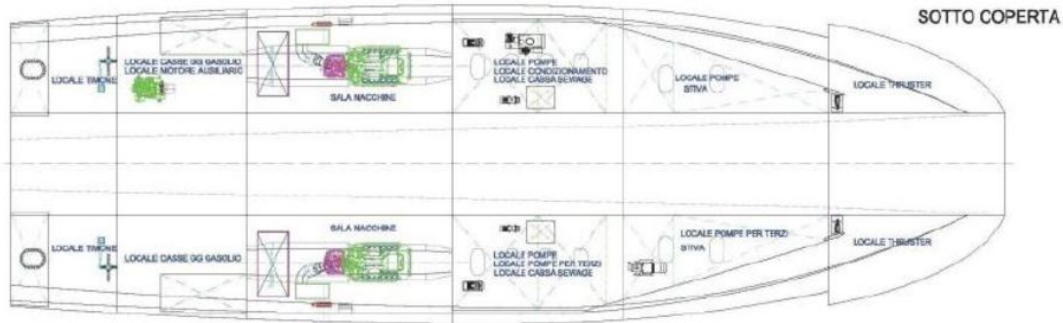 SOTTO COPERTA
LOCALE TIMONE
LOCALE CASSE GG GASOLIO
LOCALE MOTORE AUSILIARIO
SALA MACCHINE
LOCALE POMPE
LOCALE CONDIZIONAMENTO
LOCALE CASSA SEWAGE
LOCALE POMPE
STIVA
LOCALE THRUSTER
LOCALE TIMONE
LOCALE CASSE GG GASOLIO
SALA MACCHINE
LOCALE POMPE
LOCALE POMPE PER TERZI
LOCALE CASSA SEWAGE
LOCALE POMPE PER TERZI
STIVA
LOCALE THRUSTER